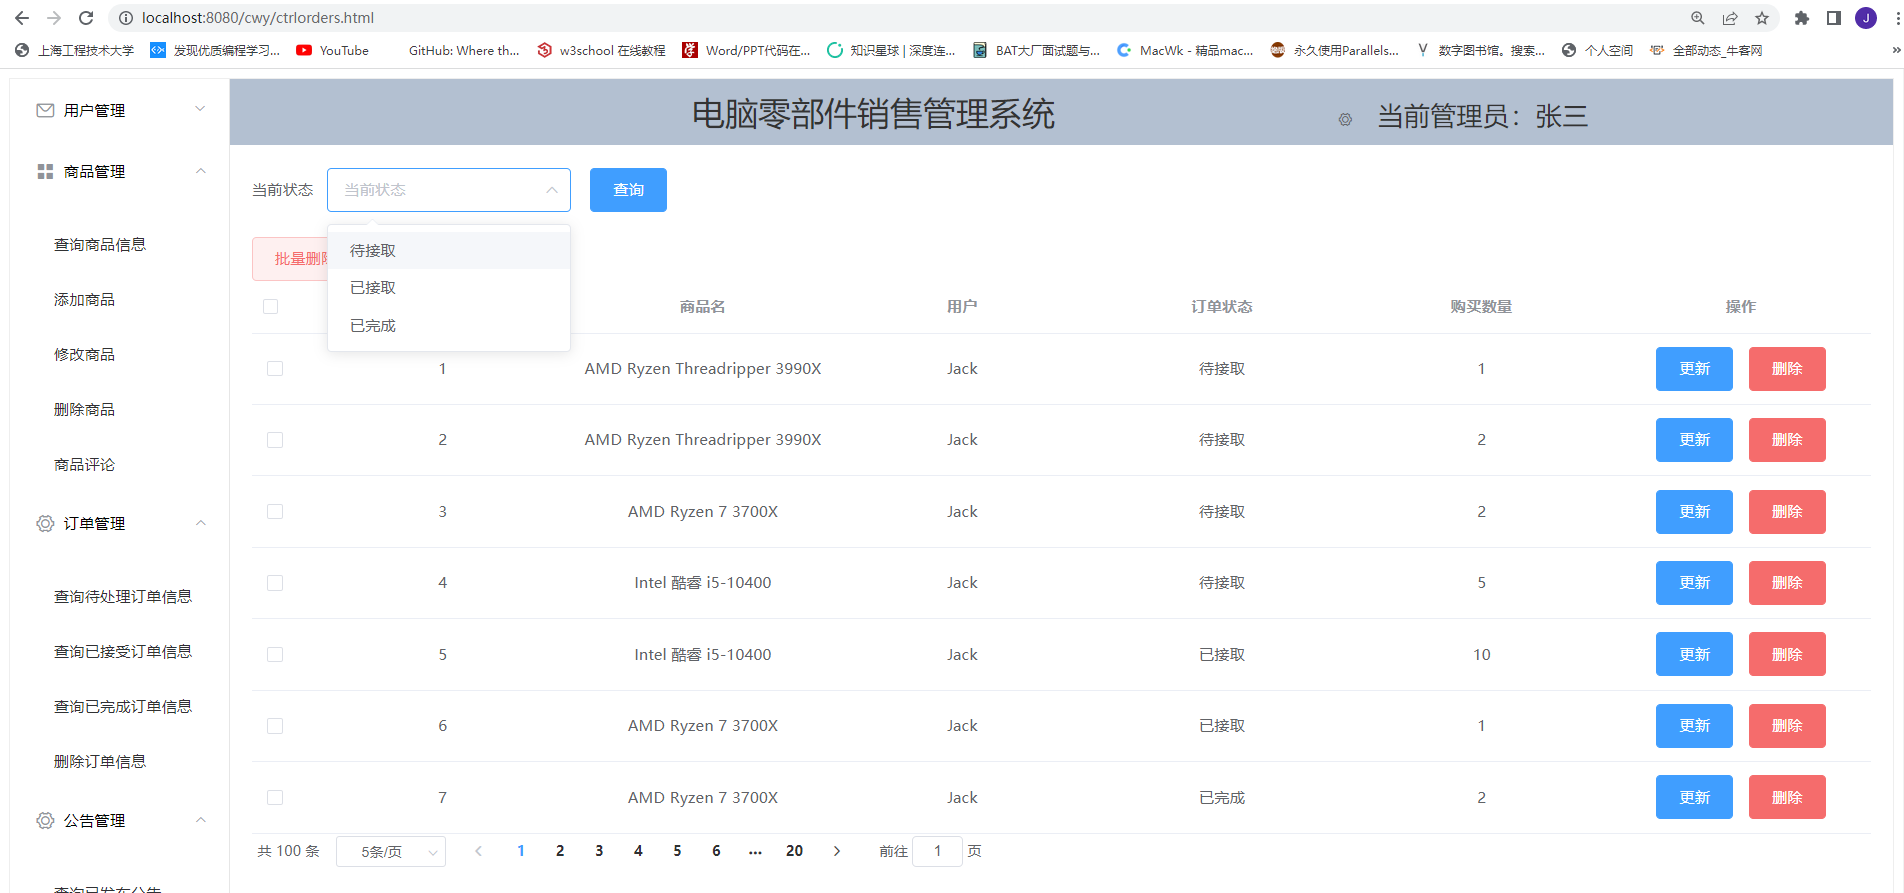 localhost:8080/cwy/ctrlorders.html
J
上海工程技术大学 发现优质编程学习... YouTube GitHub: Where th... w3school 在线教程 Word/PPT代码在... 知识星球 | 深度连... BAT大厂面试题与... MacWk - 精品mac... 永久使用Parallels... 数字图书馆。搜索... 个人空间 全部动态_牛客网 »
用户管理
商品管理
查询商品信息
添加商品
修改商品
删除商品
商品评论
订单管理
查询待处理订单信息
查询已接受订单信息
查询已完成订单信息
删除订单信息
公告管理
查询已发布公告
电脑零部件销售管理系统 当前管理员：张三
当前状态 当前状态 查询
待接取
已接取
已完成
批量删除
商品名 用户 订单状态 购买数量 操作
1 AMD Ryzen Threadripper 3990X Jack 待接取 1 更新 删除
2 AMD Ryzen Threadripper 3990X Jack 待接取 2 更新 删除
3 AMD Ryzen 7 3700X Jack 待接取 2 更新 删除
4 Intel 酷睿 i5-10400 Jack 待接取 5 更新 删除
5 Intel 酷睿 i5-10400 Jack 已接取 10 更新 删除
6 AMD Ryzen 7 3700X Jack 已接取 1 更新 删除
7 AMD Ryzen 7 3700X Jack 已完成 2 更新 删除
共 100 条 5条/页 1 2 3 4 5 6 ... 20 前往 1 页